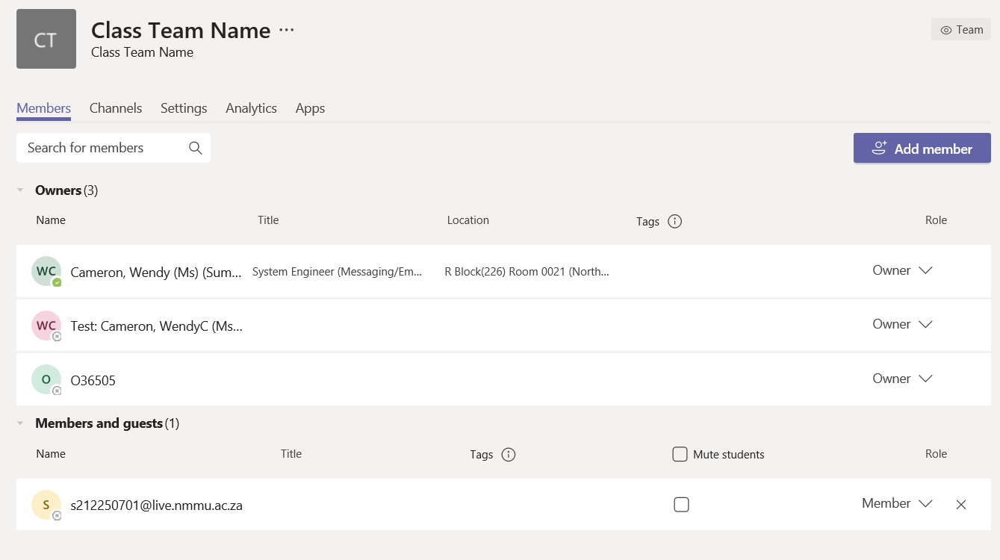 CT
Class Team Name ...
Class Team Name
Team
Members Channels Settings Analytics Apps
Search for members
Add member
Owners (3)
Name Title Location Tags Role
WC Cameron, Wendy (Ms) (Sum... System Engineer (Messaging/Em... R Block(226) Room 0021 (North... Owner
WC Test: Cameron, WendyC (Ms... Owner
O O36505 Owner
Members and guests (1)
Name Title Tags Mute students Role
S s212250701@live.nmmu.ac.za Member